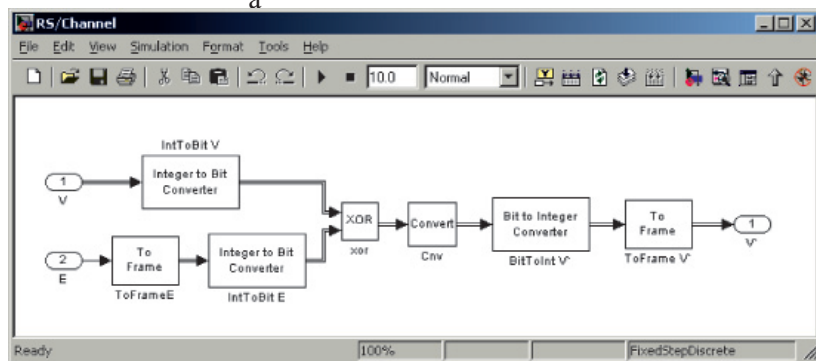 a
RS/Channel
File Edit View Simulation Format Tools Help
10.0 Normal
IntToBit V
1
Integer to Bit
Converter
V
2
E
To
Frame
ToFrameE
Integer to Bit
Converter
IntToBit E
XOR
xor
Convert
Cnv
Bit to Integer
Converter
BitToInt V'
To
Frame
ToFrame V'
1
V'
Ready 100% FixedStepDiscrete